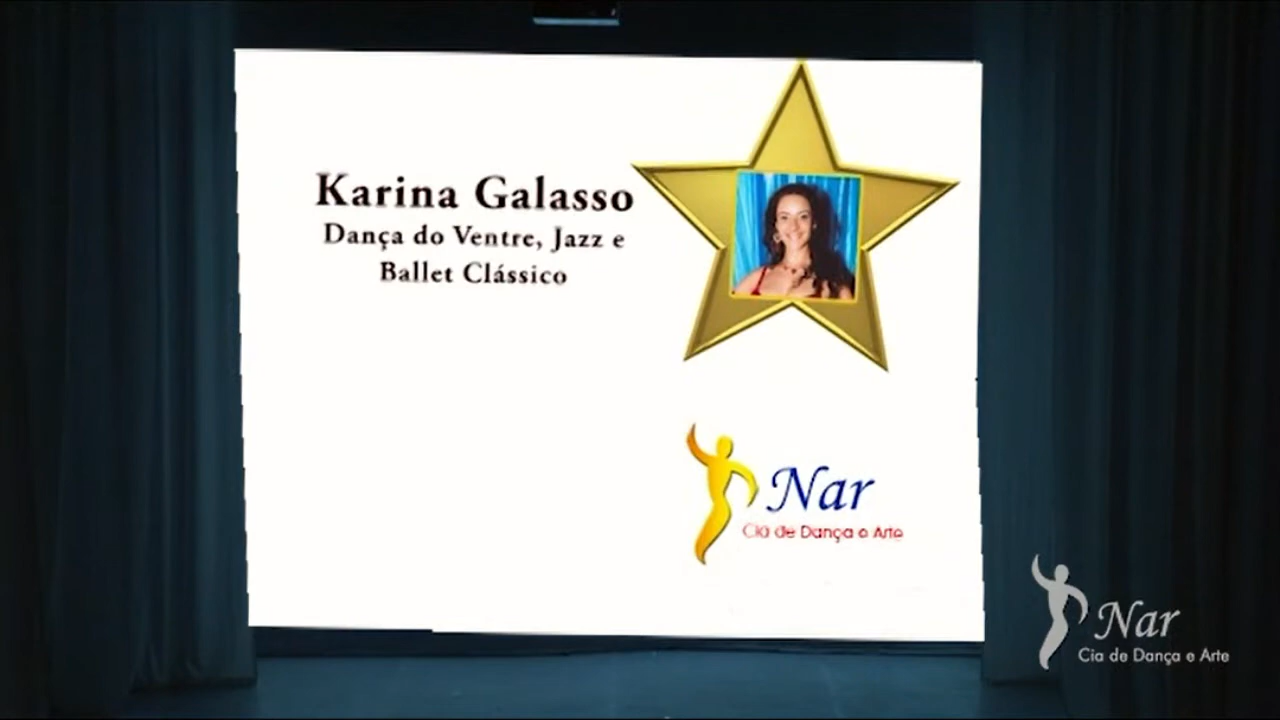 Karina Galasso
Dança do Ventre, Jazz e
Ballet Clássico
Nar
Cia de Dança e Arte
Nar
Cia de Dança e Arte